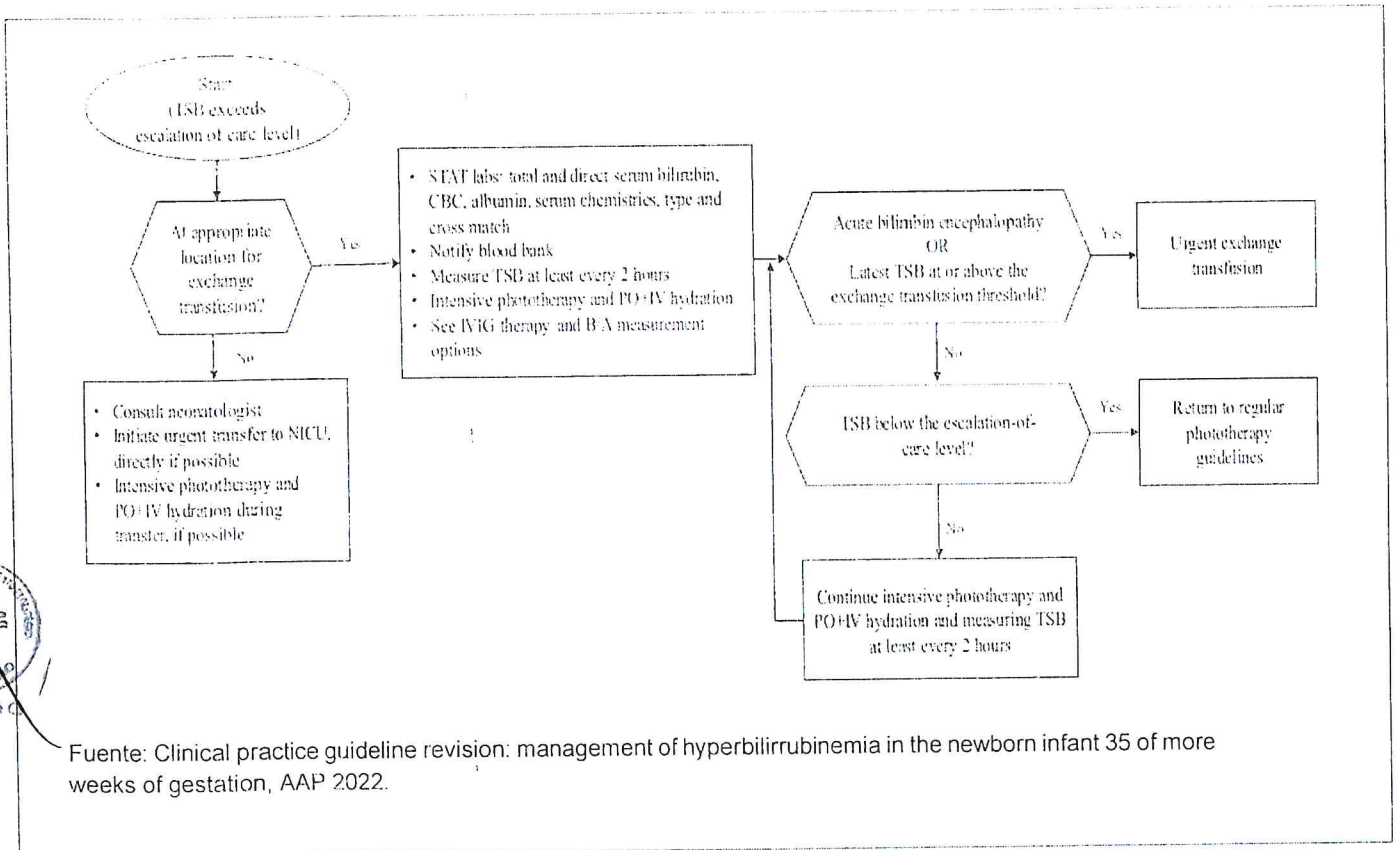 Start
(TSB exceeds
escalation of care level)
At appropriate
location for
exchange
transfusion?
Yes
No
• Consult neonatologist
• Initiate urgent transfer to NICU,
directly if possible
• Intensive phototherapy and
PO+IV hydration during
transfer, if possible
• STAT labs: total and direct serum bilirubin,
CBC, albumin, serum chemistries, type and
cross match
• Notify blood bank
• Measure TSB at least every 2 hours
• Intensive phototherapy and PO+IV hydration
• See IVIG therapy and B/A measurement
options
Acute bilirubin encephalopathy
OR
Latest TSB at or above the
exchange transfusion threshold?
Yes
Urgent exchange
transfusion
No
TSB below the escalation-of-
care level?
Yes
Return to regular
phototherapy
guidelines
No
Continue intensive phototherapy and
PO+IV hydration and measuring TSB
at least every 2 hours
Fuente: Clinical practice guideline revision: management of hyperbilirrubinemia in the newborn infant 35 of more
weeks of gestation, AAP 2022.